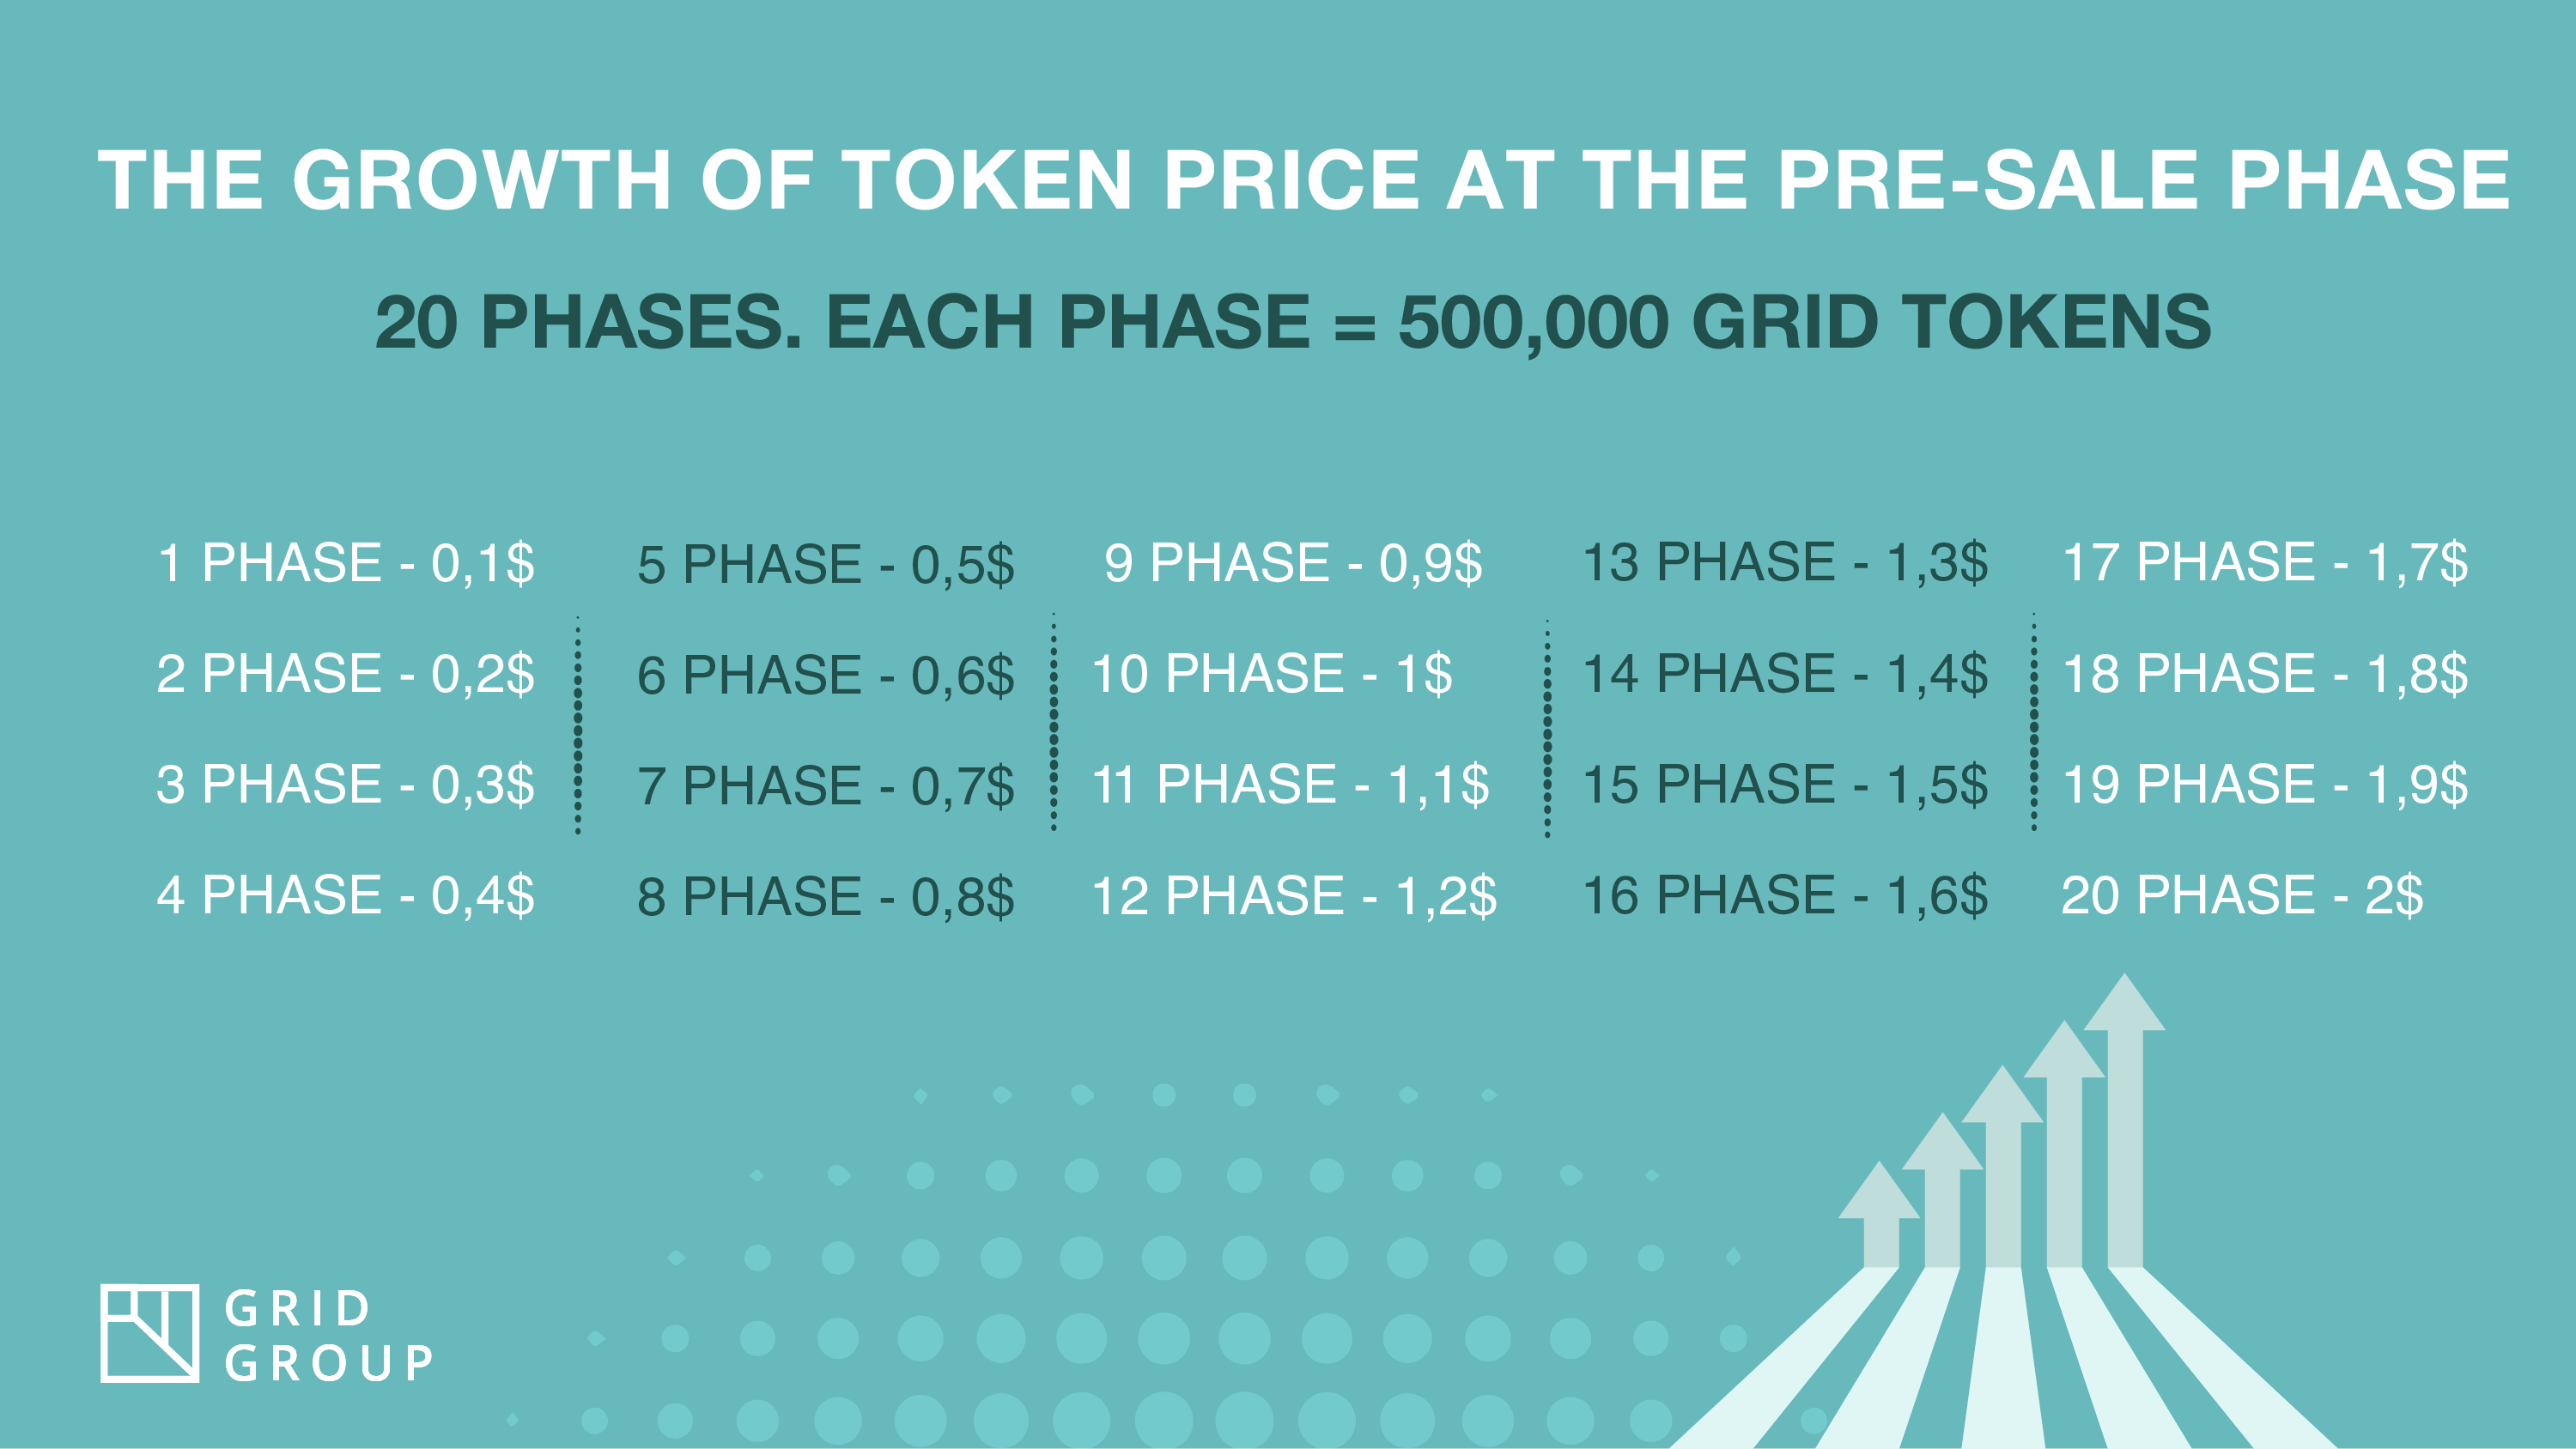 THE GROWTH OF TOKEN PRICE AT THE PRE-SALE PHASE
20 PHASES. EACH PHASE = 500,000 GRID TOKENS
1 PHASE - 0,1$
2 PHASE - 0,2$
3 PHASE - 0,3$
4 PHASE - 0,4$
5 PHASE - 0,5$
6 PHASE - 0,6$
7 PHASE - 0,7$
8 PHASE - 0,8$
9 PHASE - 0,9$
10 PHASE - 1$
11 PHASE - 1,1$
12 PHASE - 1,2$
13 PHASE - 1,3$
14 PHASE - 1,4$
15 PHASE - 1,5$
16 PHASE - 1,6$
17 PHASE - 1,7$
18 PHASE - 1,8$
19 PHASE - 1,9$
20 PHASE - 2$
GRID
GROUP